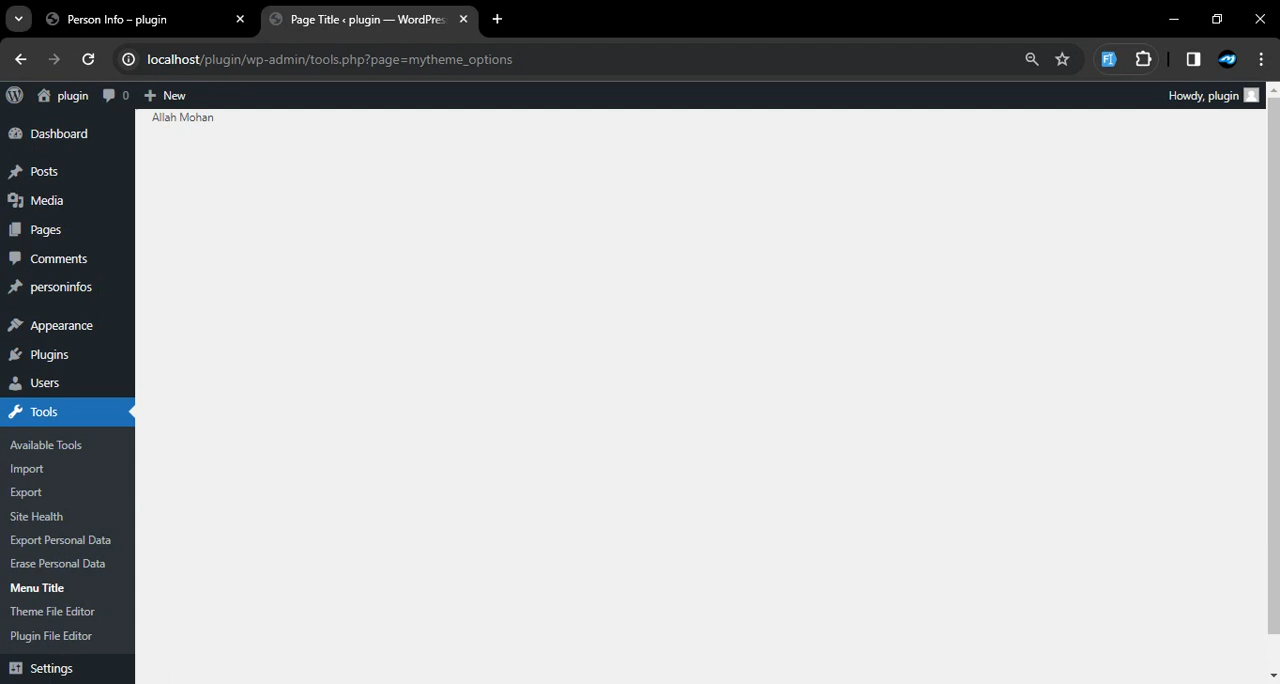 Person Info – plugin
Page Title ‹ plugin — WordPres
localhost/plugin/wp-admin/tools.php?page=mytheme_options
plugin
0
New
Howdy, plugin
Allah Mohan
Dashboard
Posts
Media
Pages
Comments
personinfos
Appearance
Plugins
Users
Tools
Available Tools
Import
Export
Site Health
Export Personal Data
Erase Personal Data
Menu Title
Theme File Editor
Plugin File Editor
Settings